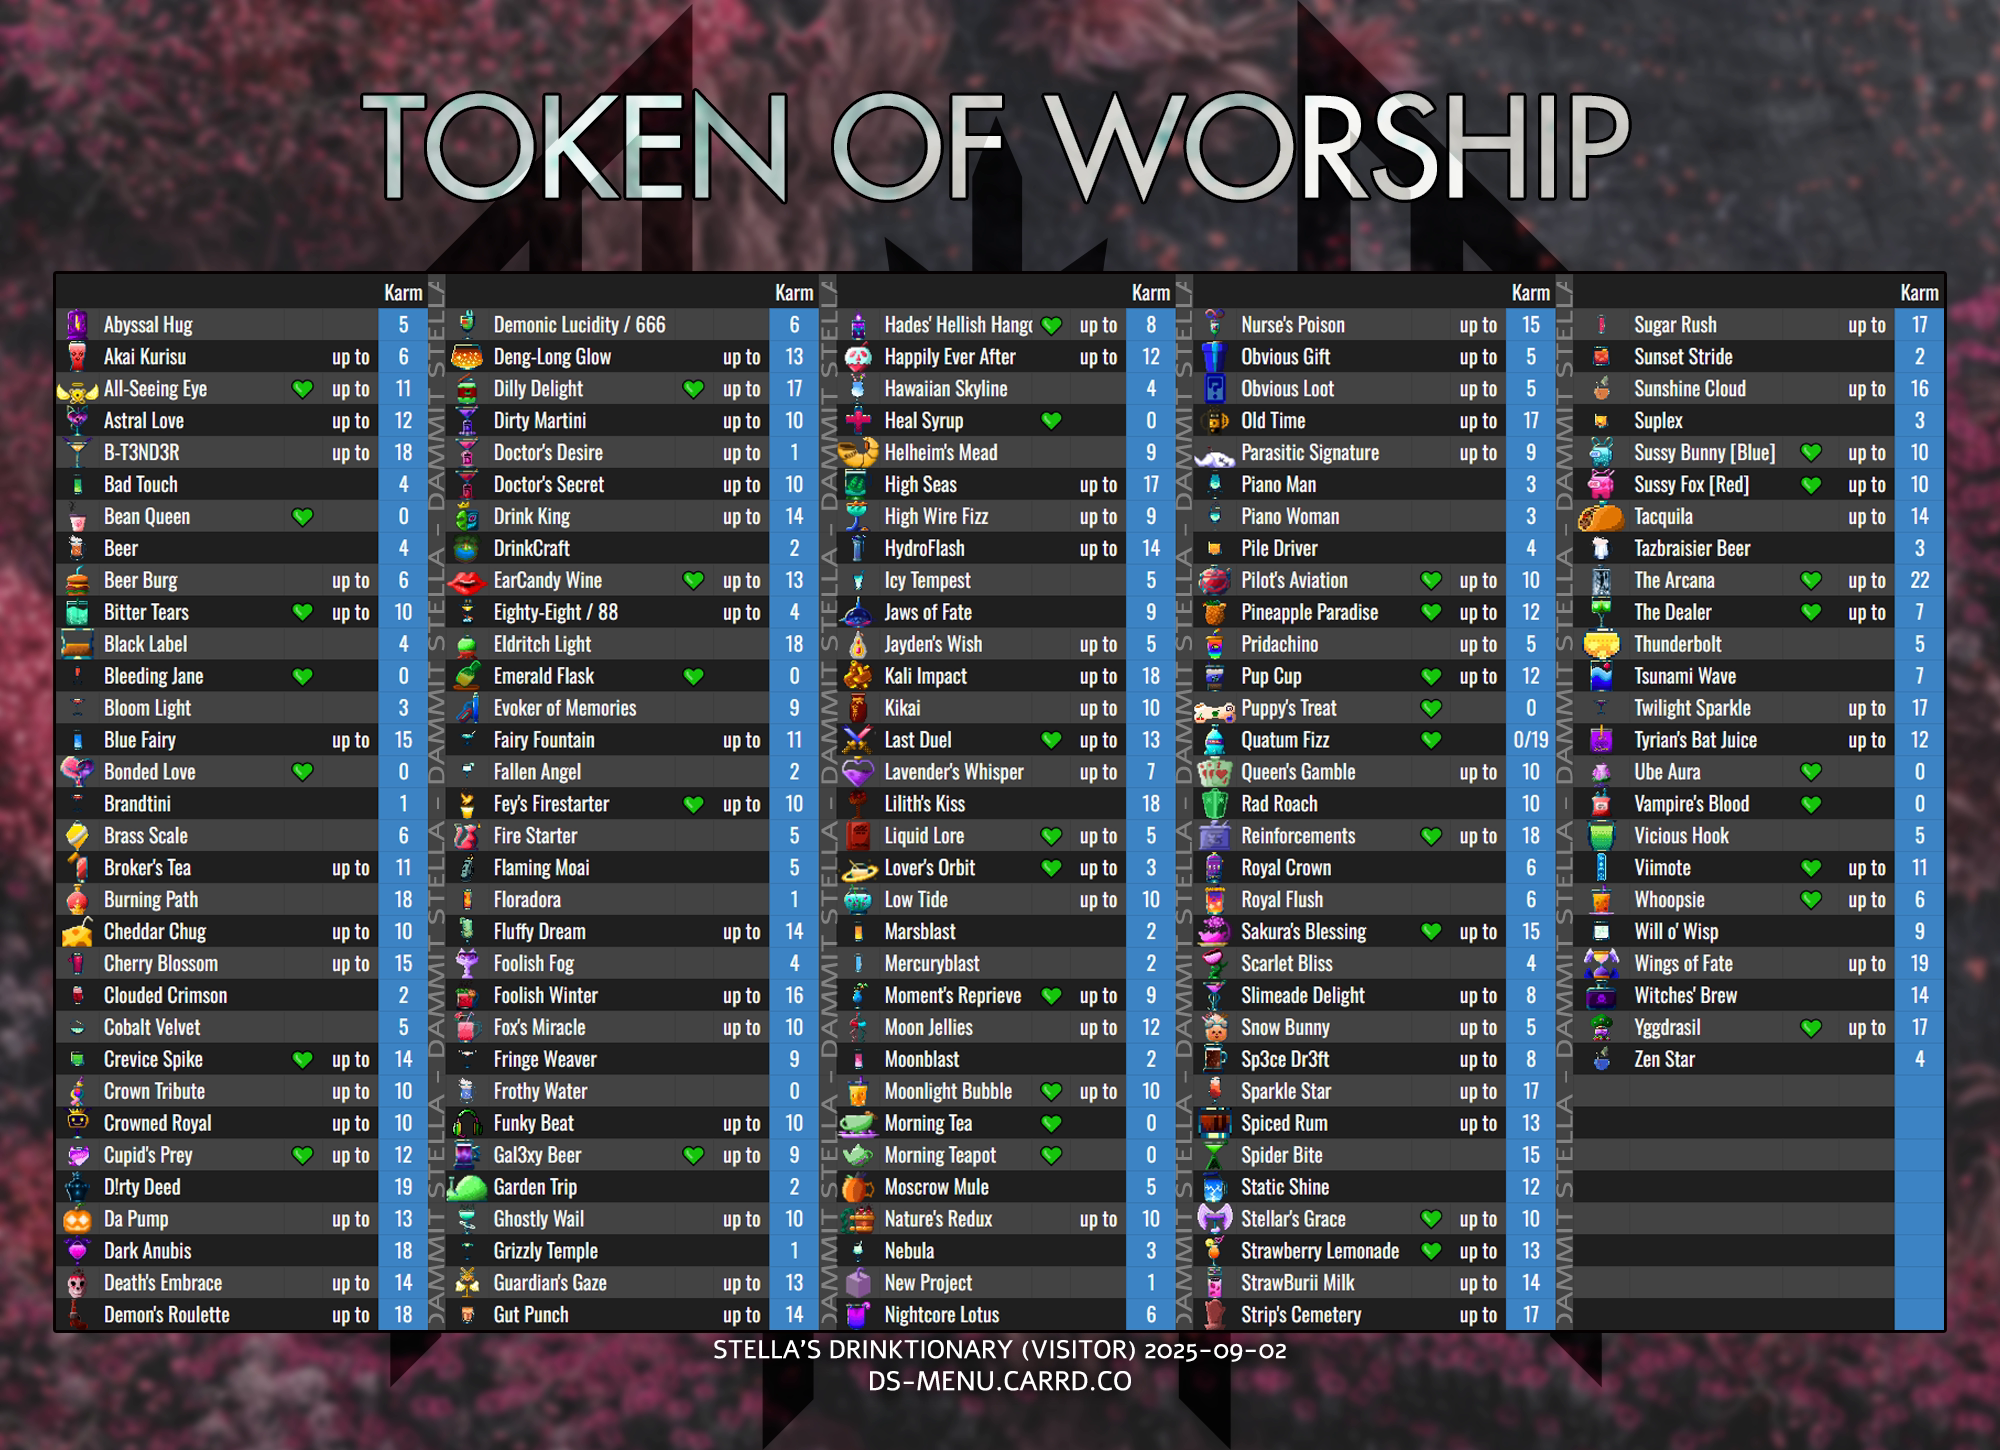 TOKEN OF WORSHIP
Karm
Abyssal Hug 5
Akai Kurisu up to 6
All-Seeing Eye up to 11
Astral Love up to 12
B-T3ND3R up to 18
Bad Touch 4
Bean Queen 0
Beer 4
Beer Burg up to 6
Bitter Tears up to 10
Black Label 4
Bleeding Jane 0
Bloom Light 3
Blue Fairy up to 15
Bonded Love 0
Brandtini 1
Brass Scale 6
Broker's Tea up to 11
Burning Path 18
Cheddar Chug up to 10
Cherry Blossom up to 15
Clouded Crimson 2
Cobalt Velvet 5
Crevice Spike up to 14
Crown Tribute up to 10
Crowned Royal up to 10
Cupid's Prey up to 12
D!rty Deed 19
Da Pump up to 13
Dark Anubis 18
Death's Embrace up to 14
Demon's Roulette up to 18
STELLA - DAMMIT STELLA - DAMMIT STELLA - DAMMIT
Karm
Demonic Lucidity / 666 6
Deng-Long Glow up to 13
Dilly Delight up to 17
Dirty Martini up to 10
Doctor's Desire up to 1
Doctor's Secret up to 10
Drink King up to 14
DrinkCraft 2
EarCandy Wine up to 13
Eighty-Eight / 88 up to 4
Eldritch Light 18
Emerald Flask 0
Evoker of Memories 9
Fairy Fountain up to 11
Fallen Angel 2
Fey's Firestarter up to 10
Fire Starter 5
Flaming Moai 5
Floradora 1
Fluffy Dream up to 14
Foolish Fog 4
Foolish Winter up to 16
Fox's Miracle up to 10
Fringe Weaver 9
Frothy Water 0
Funky Beat up to 10
Gal3xy Beer up to 9
Garden Trip 2
Ghostly Wail up to 10
Grizzly Temple 1
Guardian's Gaze up to 13
Gut Punch up to 14
STELLA - DAMMIT STELLA - DAMMIT STELLA - DAMMIT
Karm
Hades' Hellish Hang up to 8
Happily Ever After up to 12
Hawaiian Skyline 4
Heal Syrup 0
Helheim's Mead 9
High Seas up to 17
High Wire Fizz up to 9
HydroFlash up to 14
Icy Tempest 5
Jaws of Fate 9
Jayden's Wish up to 5
Kali Impact up to 18
Kikai up to 10
Last Duel up to 13
Lavender's Whisper up to 7
Lilith's Kiss 18
Liquid Lore up to 5
Lover's Orbit up to 3
Low Tide up to 10
Marsblast 2
Mercuryblast 2
Moment's Reprieve up to 9
Moon Jellies up to 12
Moonblast 2
Moonlight Bubble up to 10
Morning Tea 0
Morning Teapot 0
Moscrow Mule 5
Nature's Redux up to 10
Nebula 3
New Project 1
Nightcore Lotus 6
STELLA - DAMMIT STELLA - DAMMIT STELLA - DAMMIT
Karm
Nurse's Poison up to 15
Obvious Gift up to 5
Obvious Loot up to 5
Old Time up to 17
Parasitic Signature up to 9
Piano Man 3
Piano Woman 3
Pile Driver 4
Pilot's Aviation up to 10
Pineapple Paradise up to 12
Pridachino up to 5
Pup Cup up to 12
Puppy's Treat 0
Quatum Fizz 0/19
Queen's Gamble up to 10
Rad Roach 10
Reinforcements up to 18
Royal Crown 6
Royal Flush 6
Sakura's Blessing up to 15
Scarlet Bliss 4
Slimeade Delight up to 8
Snow Bunny up to 5
Sp3ce Dr3ft up to 8
Sparkle Star up to 17
Spiced Rum up to 13
Spider Bite 15
Static Shine 12
Stellar's Grace up to 10
Strawberry Lemonade up to 13
StrawBurii Milk up to 14
Strip's Cemetery up to 17
STELLA - DAMMIT STELLA - DAMMIT STELLA - DAMMIT
Karm
Sugar Rush up to 17
Sunset Stride 2
Sunshine Cloud up to 16
Suplex 3
Sussy Bunny [Blue] up to 10
Sussy Fox [Red] up to 10
Tacquila up to 14
Tazbraisier Beer 3
The Arcana up to 22
The Dealer up to 7
Thunderbolt 5
Tsunami Wave 7
Twilight Sparkle up to 17
Tyrian's Bat Juice up to 12
Ube Aura 0
Vampire's Blood 0
Vicious Hook 5
Viimote up to 11
Whoopsie up to 6
Will o' Wisp 9
Wings of Fate up to 19
Witches' Brew 14
Yggdrasil up to 17
Zen Star 4
STELLA'S DRINKTIONARY (VISITOR) 2025-09-02
DS-MENU.CARRD.CO